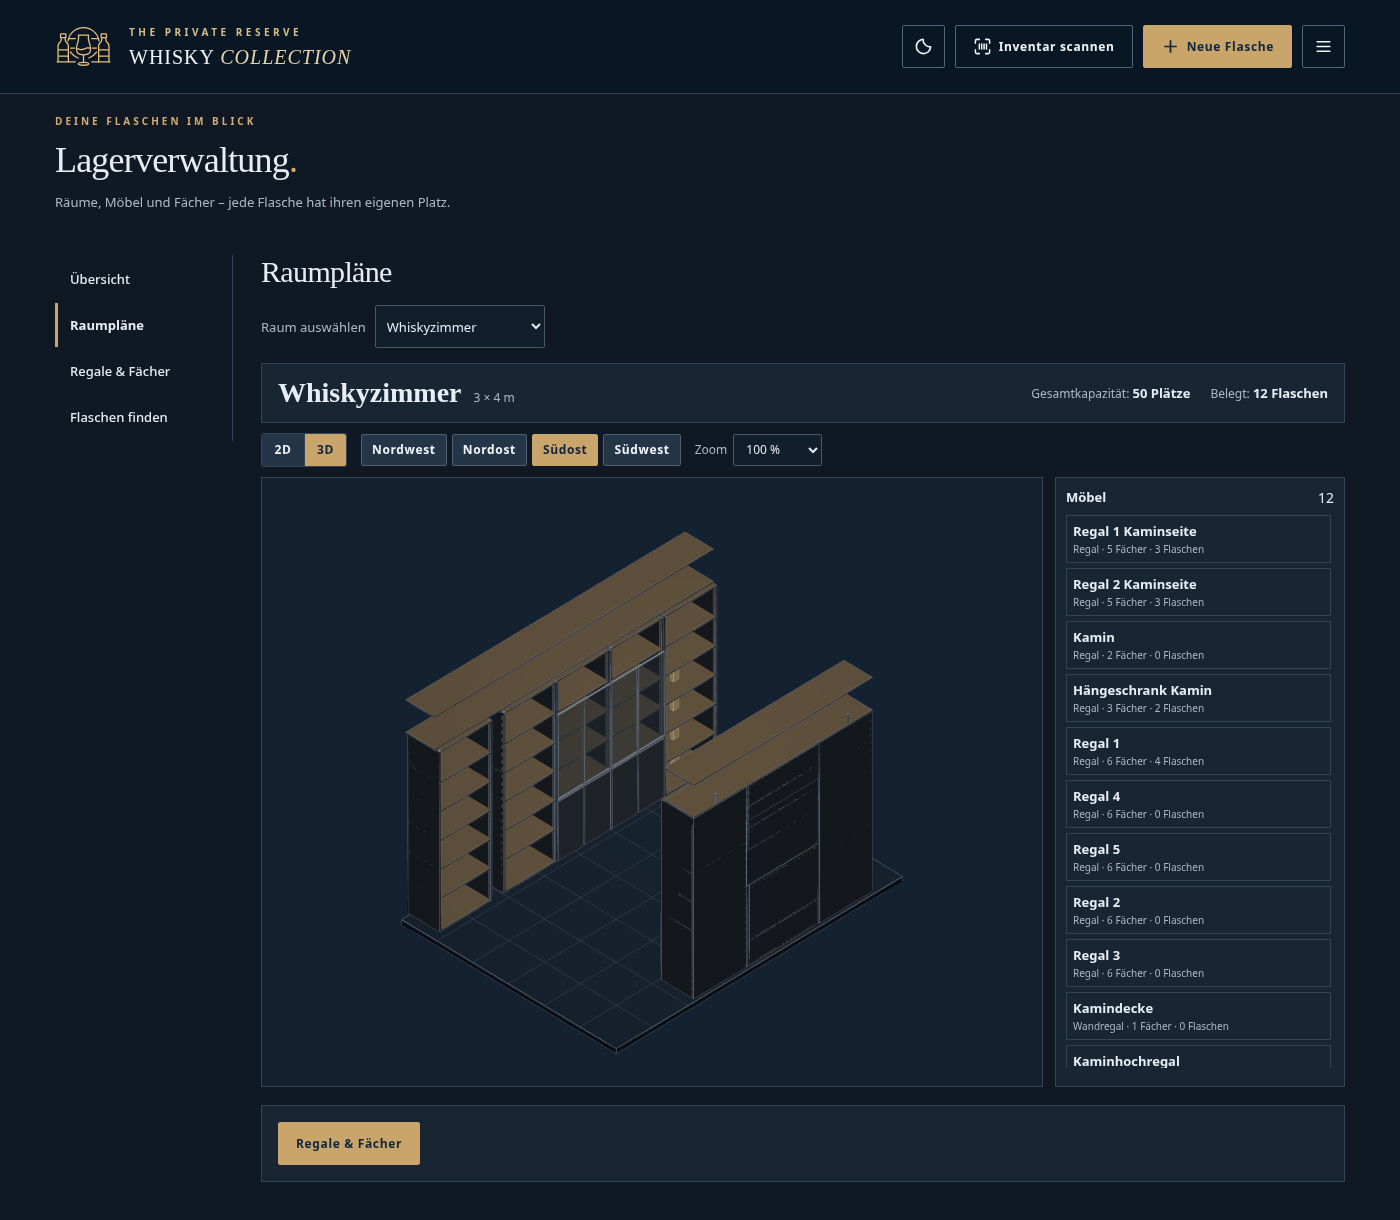 THE PRIVATE RESERVE
WHISKY COLLECTION
Inventar scannen
Neue Flasche
DEINE FLASCHEN IM BLICK
Lagerverwaltung.
Räume, Möbel und Fächer – jede Flasche hat ihren eigenen Platz.
Übersicht
Raumpläne
Regale & Fächer
Flaschen finden
Raumpläne
Raum auswählen
Whiskyzimmer
Whiskyzimmer 3 × 4 m
Gesamtkapazität: 50 Plätze
Belegt: 12 Flaschen
2D
3D
Nordwest
Nordost
Südost
Südwest
Zoom
100 %
Möbel
12
Regal 1 Kaminseite
Regal · 5 Fächer · 3 Flaschen
Regal 2 Kaminseite
Regal · 5 Fächer · 3 Flaschen
Kamin
Regal · 2 Fächer · 0 Flaschen
Hängeschrank Kamin
Regal · 3 Fächer · 2 Flaschen
Regal 1
Regal · 6 Fächer · 4 Flaschen
Regal 4
Regal · 6 Fächer · 0 Flaschen
Regal 5
Regal · 6 Fächer · 0 Flaschen
Regal 2
Regal · 6 Fächer · 0 Flaschen
Regal 3
Regal · 6 Fächer · 0 Flaschen
Kamindecke
Wandregal · 1 Fächer · 0 Flaschen
Kaminhochregal
Regale & Fächer